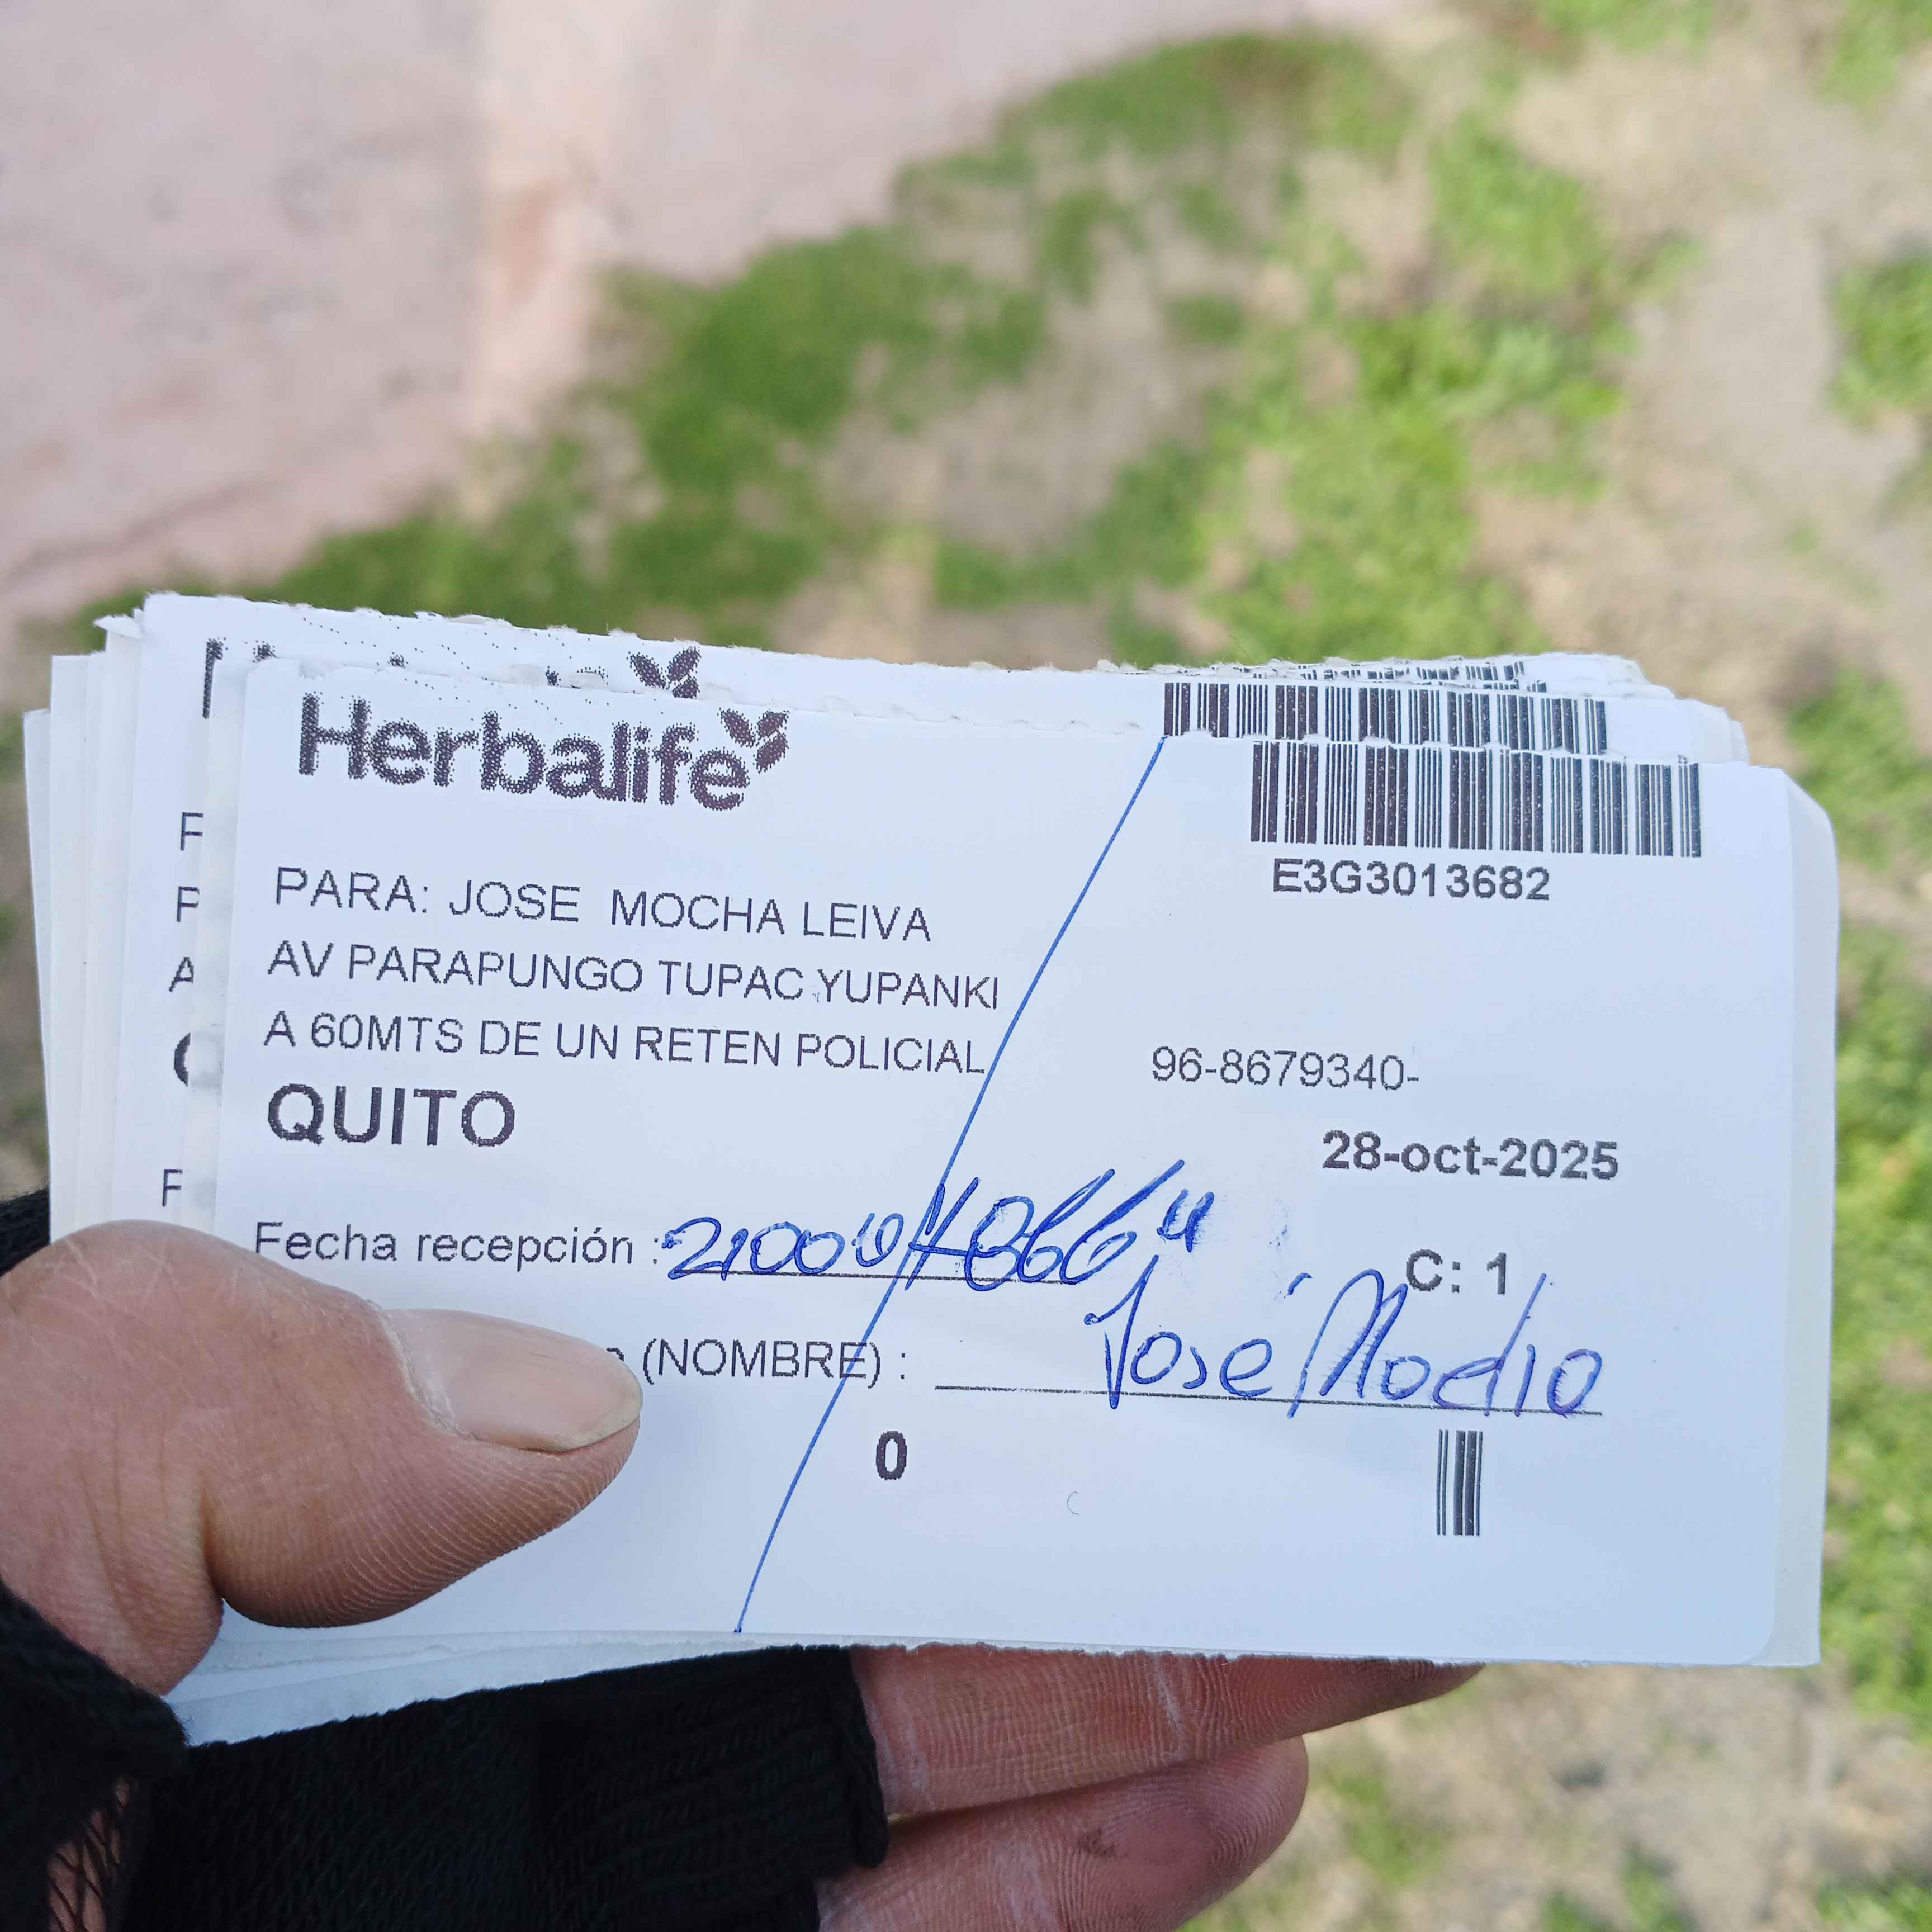 Herbalife
E3G3013682
PARA: JOSE MOCHA LEIVA
AV PARAPUNGO TUPAC YUPANKI
A 60MTS DE UN RETEN POLICIAL
96-8679340-
QUITO
28-oct-2025
Fecha recepción :
C: 1
(NOMBRE) : José
0